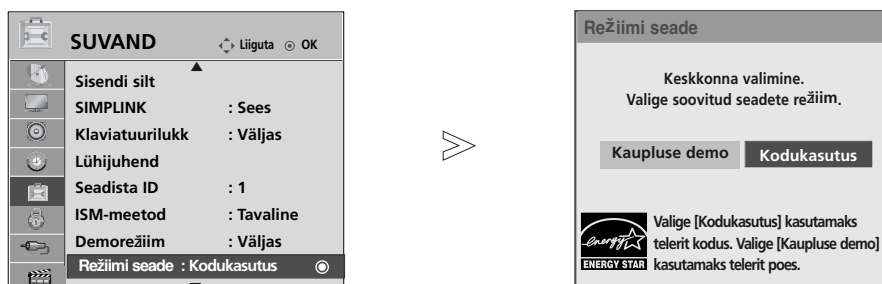 SUVAND
Liiguta OK
Sisendi silt
SIMPLINK : Sees
Klaviatuurilukk : Väljas
Lühijuhend
Seadista ID : 1
ISM-meetod : Tavaline
Demorežiim : Väljas
Režiimi seade : Kodukasutus
Režiimi seade
Keskkonna valimine.
Valige soovitud seadete režiim.
Kaupluse demo Kodukasutus
Valige [Kodukasutus] kasutamaks
telerit kodus. Valige [Kaupluse demo]
kasutamaks telerit poes.
energy
ENERGY STAR